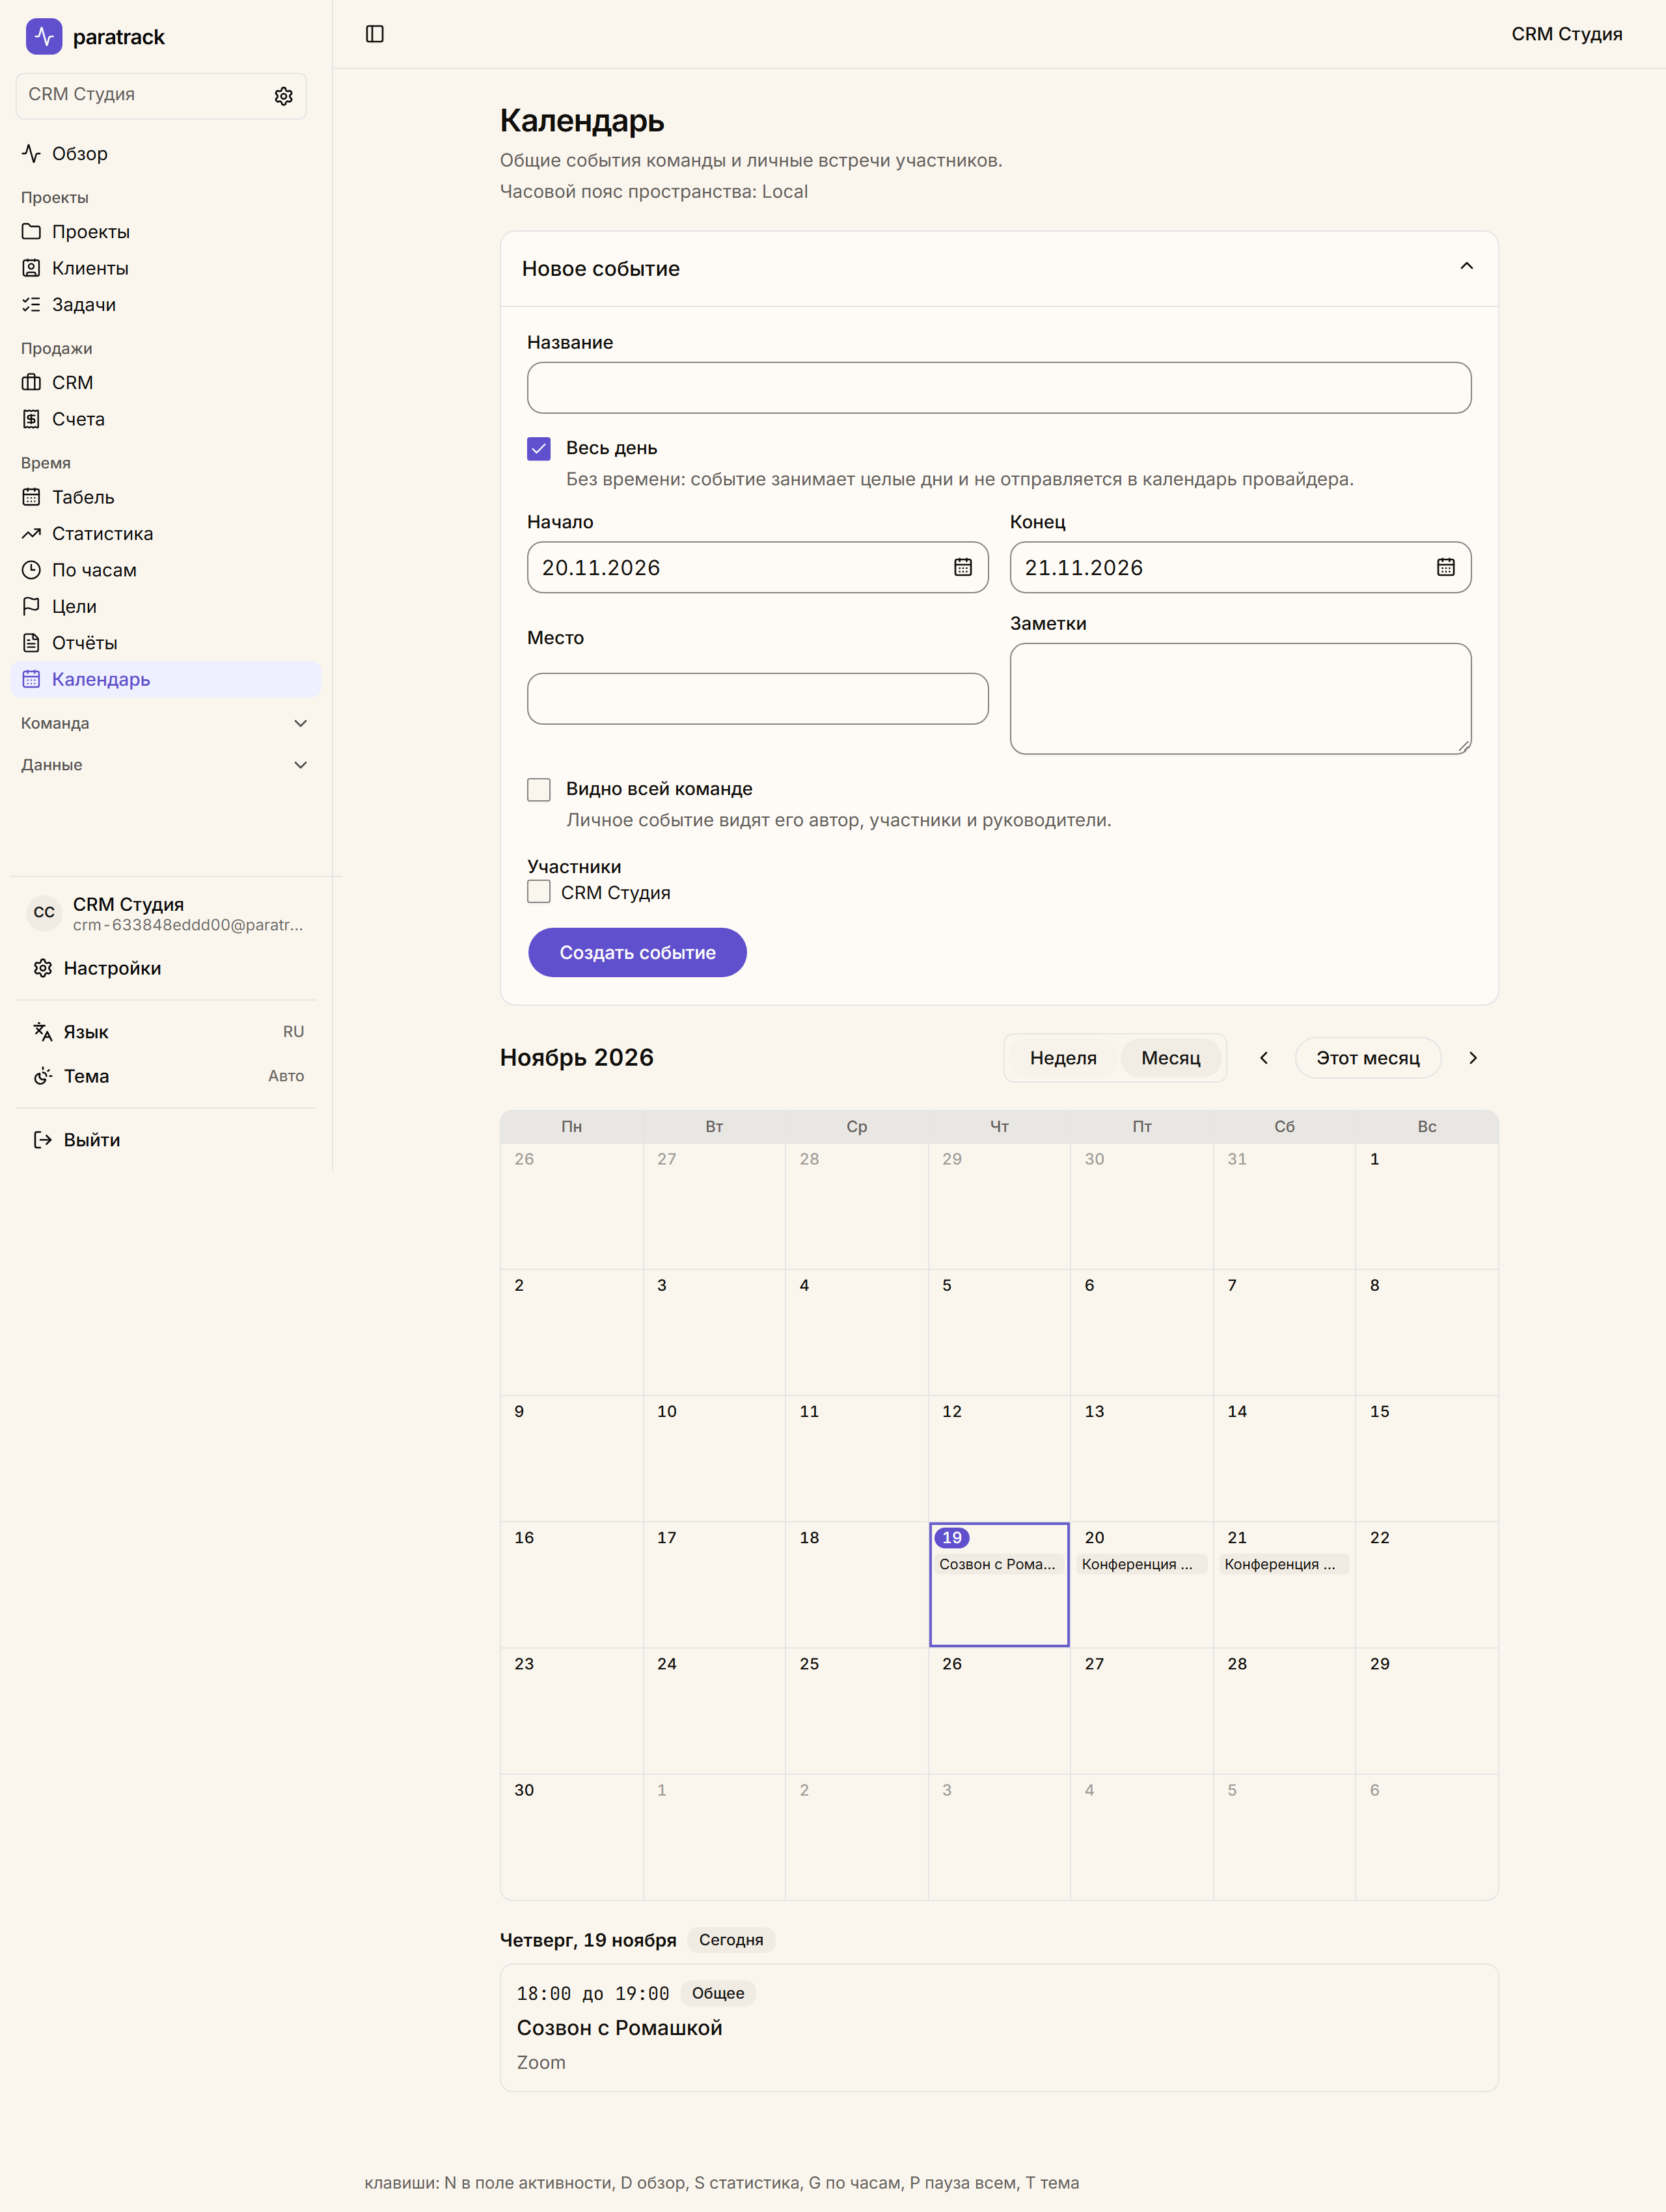 paratrack
CRM Студия
CRM Студия
Обзор
Проекты
Проекты
Клиенты
Задачи
Продажи
CRM
Счета
Время
Табель
Статистика
По часам
Цели
Отчёты
Календарь
Команда
Данные
CC
CRM Студия
crm-633848eddd00@paratr...
Настройки
Язык RU
Тема Авто
Выйти
Календарь
Общие события команды и личные встречи участников.
Часовой пояс пространства: Local
Новое событие
Название
Весь день
Без времени: событие занимает целые дни и не отправляется в календарь провайдера.
Начало Конец
20.11.2026 21.11.2026
Место Заметки
Видно всей команде
Личное событие видят его автор, участники и руководители.
Участники
CRM Студия
Создать событие
Ноябрь 2026 Неделя Месяц Этот месяц
Пн Вт Ср Чт Пт Сб Вс
26 27 28 29 30 31 1
2 3 4 5 6 7 8
9 10 11 12 13 14 15
16 17 18 19 20 21 22
Созвон с Рома... Конференция ... Конференция ...
23 24 25 26 27 28 29
30 1 2 3 4 5 6
Четверг, 19 ноября Сегодня
18:00 до 19:00 Общее
Созвон с Ромашкой
Zoom
клавиши: N в поле активности, D обзор, S статистика, G по часам, P пауза всем, T тема